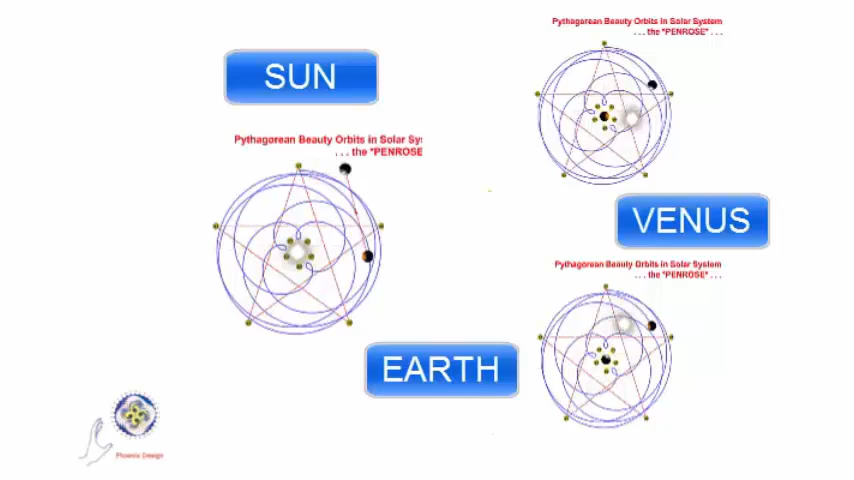 Pythagorean Beauty Orbits in Solar System
. . . the "PENROSE" . . .
SUN
Pythagorean Beauty Orbits in Solar Sys
. . . the "PENROSE
VENUS
Pythagorean Beauty Orbits in Solar System
. . . the "PENROSE" . . .
EARTH
Phoenix Design